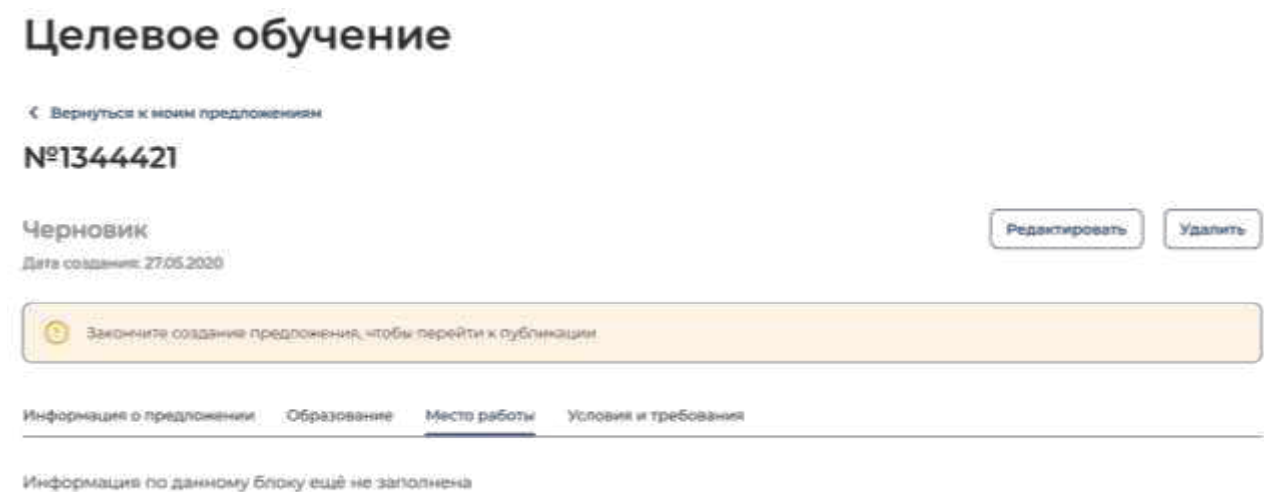 Целевое обучение
Вернуться к моим предложениям
№1344421
Черновик
Редактировать
Удалить
Дата создания: 27.05.2020
Закончите создание предложения, чтобы перейти к публикации
Информация о предложении Образование Место работы Условия и требования
Информация по данному блоку ещё не заполнена